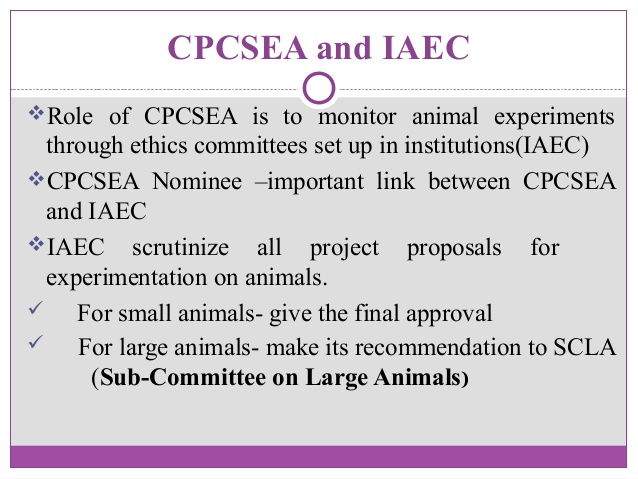 CPCSEA and IAEC
❖Role of CPCSEA is to monitor animal experiments
through ethics committees set up in institutions(IAEC)
❖CPCSEA Nominee –important link between CPCSEA
and IAEC
❖IAEC scrutinize all project proposals for
experimentation on animals.
✓ For small animals- give the final approval
✓ For large animals- make its recommendation to SCLA
(Sub-Committee on Large Animals)